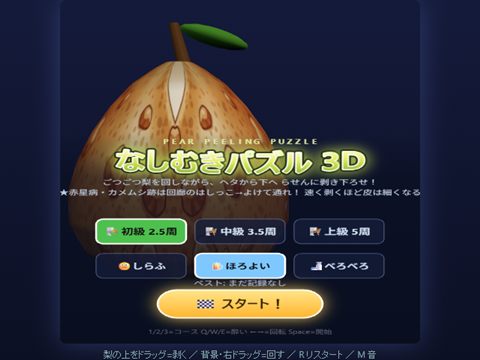 PEAR PEELING PUZZLE
なしむきパズル 3D
ごつごつ梨を回しながら、ヘタから下へ らせんに剥き下ろせ！
★赤星病・カメムシ跡は回廊のはしっこ→よけて通れ！ 速く剥くほど皮は細くなる
初級 2.5周
中級 3.5周
上級 5周
しらふ
ほろよい
べろべろ
ベスト: まだ記録なし
スタート！
1/2/3=コース Q/W/E=酔い ←→=回転 Space=開始
梨の上をドラッグ=剥く ／ 背景・右ドラッグ=回す ／ R リスタート ／ M 音